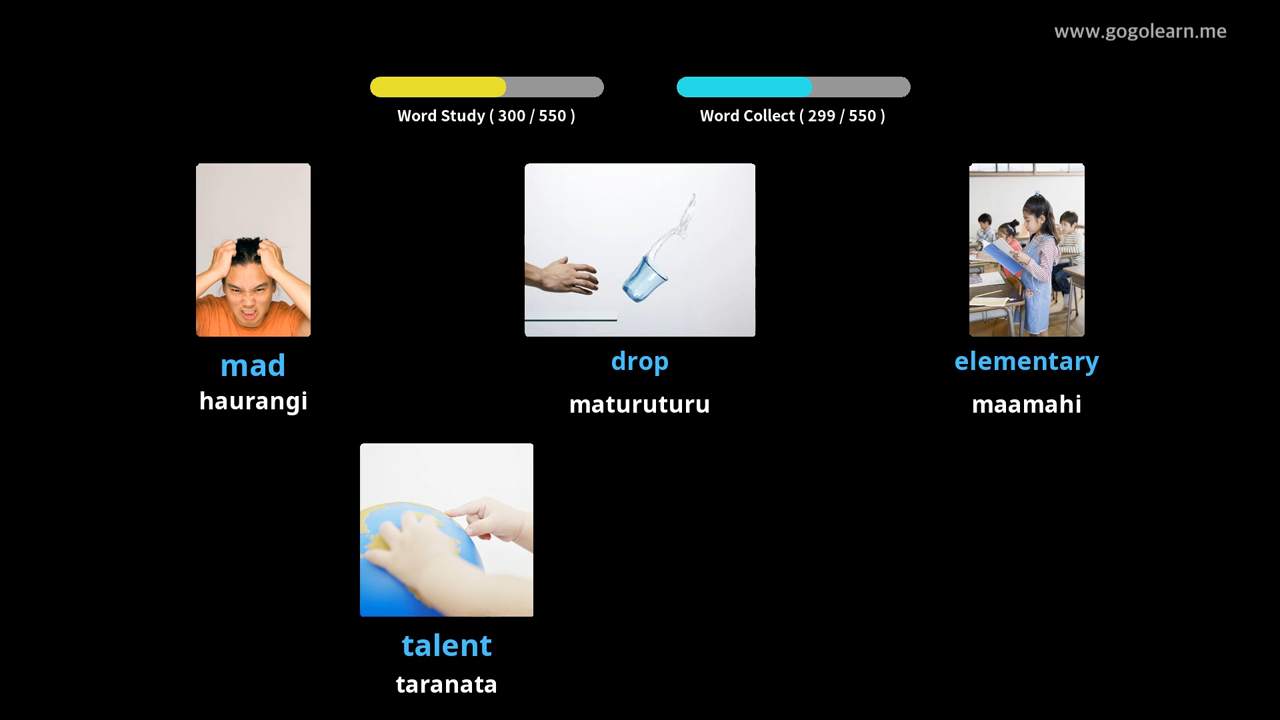 www.gogolearn.me
Word Study ( 300 / 550 )
Word Collect ( 299 / 550 )
mad
haurangi
drop
maturuturu
elementary
maamahi
talent
taranata